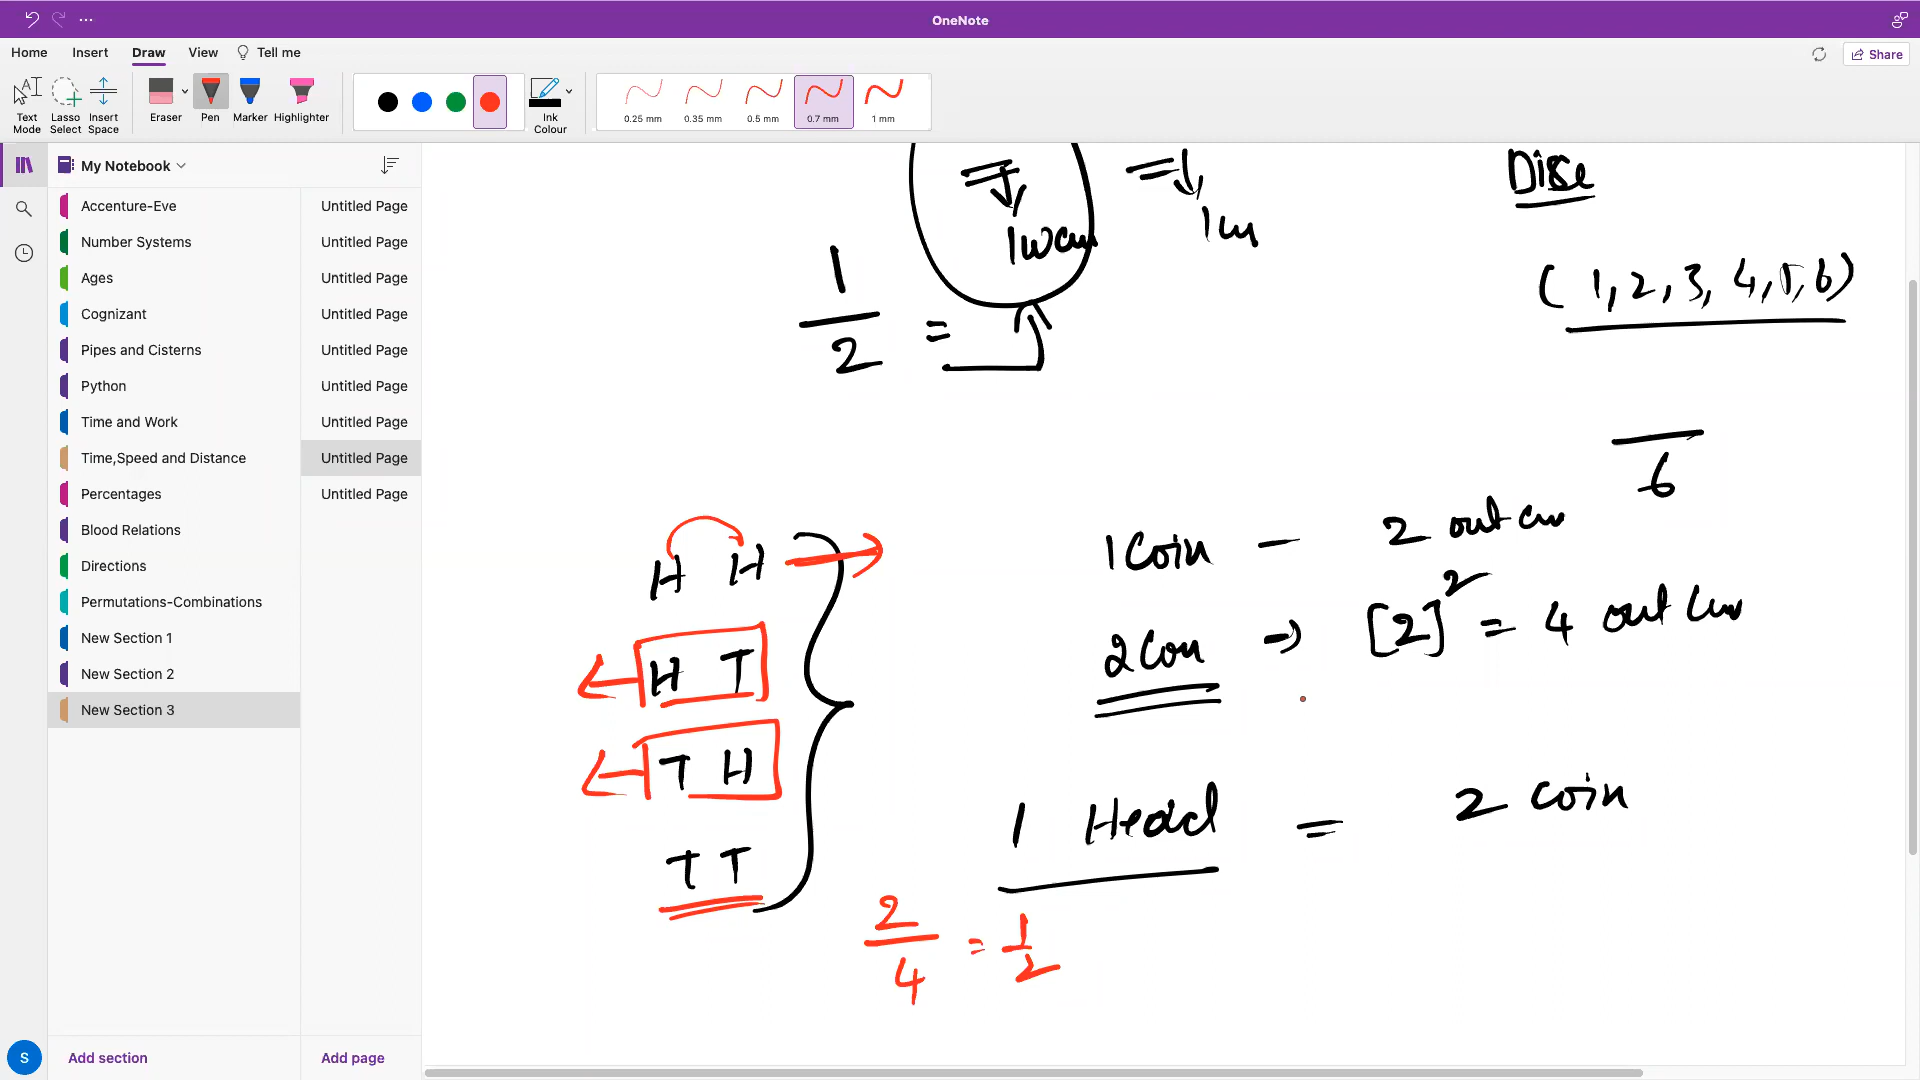 OneNote
Home Insert Draw View Tell me
Share
Text Mode
Lasso Select
Insert Space
Eraser
Pen
Marker
Highlighter
Ink Colour
0.25 mm
0.35 mm
0.5 mm
0.7 mm
1 mm
My Notebook
Accenture-Eve
Number Systems
Ages
Cognizant
Pipes and Cisterns
Python
Time and Work
Time,Speed and Distance
Percentages
Blood Relations
Directions
Permutations-Combinations
New Section 1
New Section 2
New Section 3
Untitled Page
Untitled Page
Untitled Page
Untitled Page
Untitled Page
Untitled Page
Untitled Page
Untitled Page
Untitled Page
S
Add section
Add page
1
1/2 =
( 1, 2, 3, 4, 5, 6)
6
H H
H T
T H
T T
1 Coin - 2
2 ⇒ [2]² = 4 out
1 Head = 2 coin
2/4 = 1/2